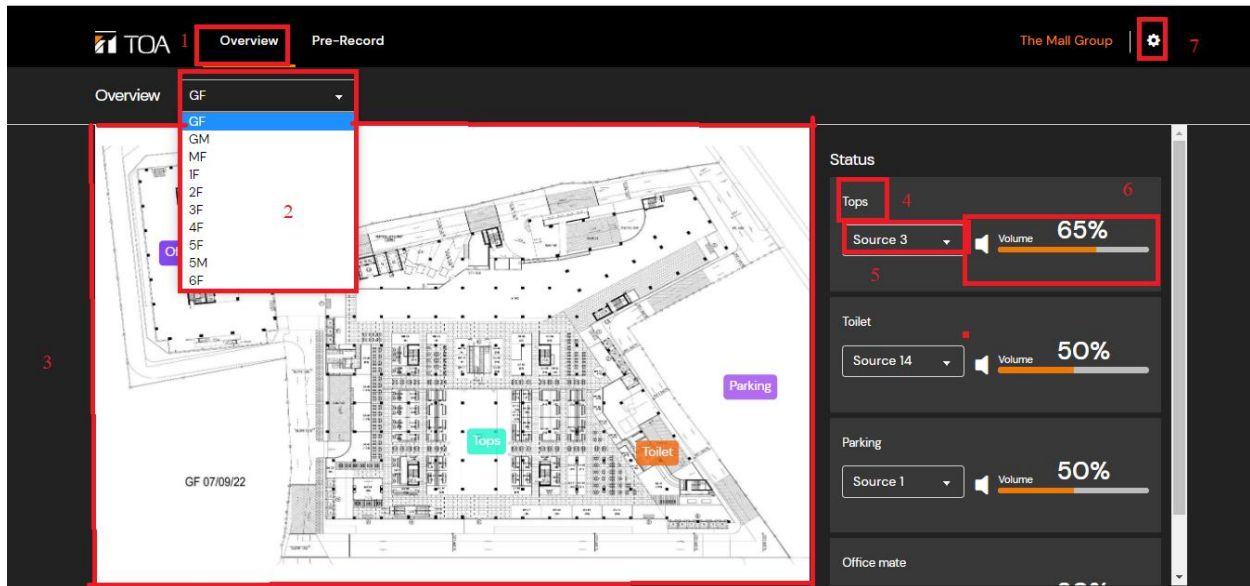 TOA
1
Overview
Pre-Record
The Mall Group
7
Overview
GF
GF
GM
MF
1F
2F
3F
4F
5F
5M
6F
2
3
Parking
Tops
Toilet
GF 07/09/22
Status
Tops
4
6
Source 3
Volume
65%
5
Toilet
Source 14
Volume
50%
Parking
Source 1
Volume
50%
Office mate